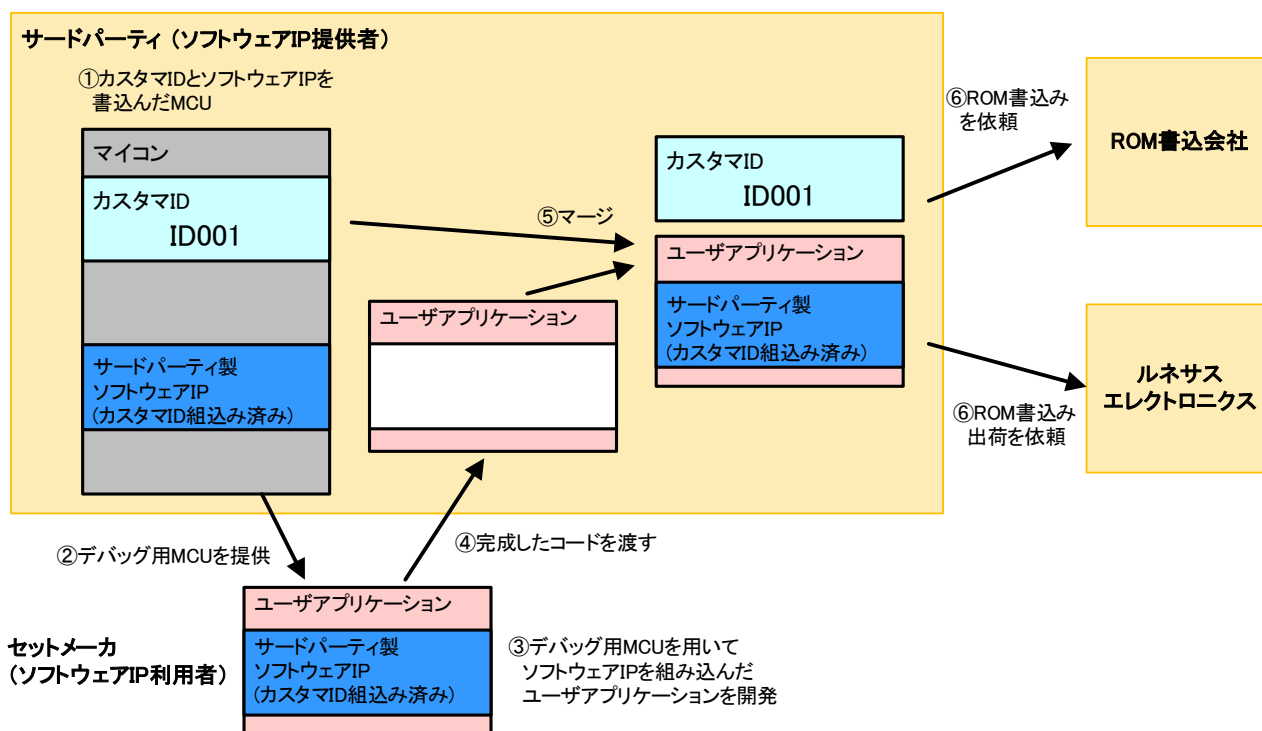 サードパーティ（ソフトウェアIP提供者）
①カスタマIDとソフトウェアIPを
書込んだMCU
マイコン
カスタマID
ID001
サードパーティ製
ソフトウェアIP
(カスタマID組込み済み)
⑤マージ
ユーザアプリケーション
カスタマID
ID001
ユーザアプリケーション
サードパーティ製
ソフトウェアIP
(カスタマID組込み済み)
⑥ROM書込み
を依頼
ROM書込会社
⑥ROM書込み
出荷を依頼
ルネサス
エレクトロニクス
②デバッグ用MCUを提供
④完成したコードを渡す
セットメーカ
（ソフトウェアIP利用者）
ユーザアプリケーション
サードパーティ製
ソフトウェアIP
(カスタマID組込み済み)
③デバッグ用MCUを用いて
ソフトウェアIPを組み込んだ
ユーザアプリケーションを開発